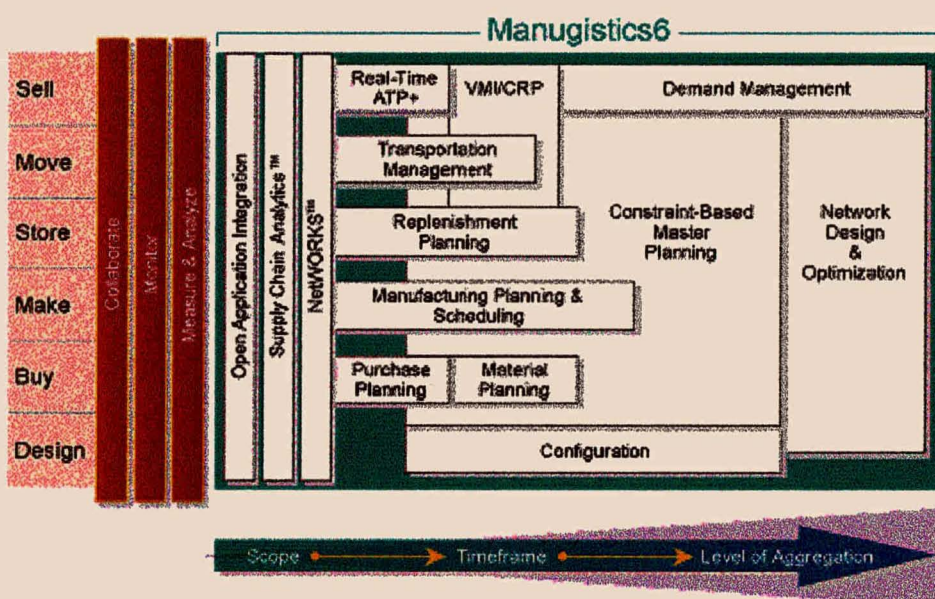 Manugistics6
Sell
Move
Store
Make
Buy
Design
Collaborate
Monitor
Measure & Analyze
Open Application Integration
Supply Chain Analytics™
NetWORKS™
Real-Time
ATP+
VMI/CRP
Demand Management
Transportation
Management
Replenishment
Planning
Constraint-Based
Master
Planning
Network
Design
&
Optimization
Manufacturing Planning &
Scheduling
Purchase
Planning
Material
Planning
Configuration
Scope
Timeframe
Level of Aggregation